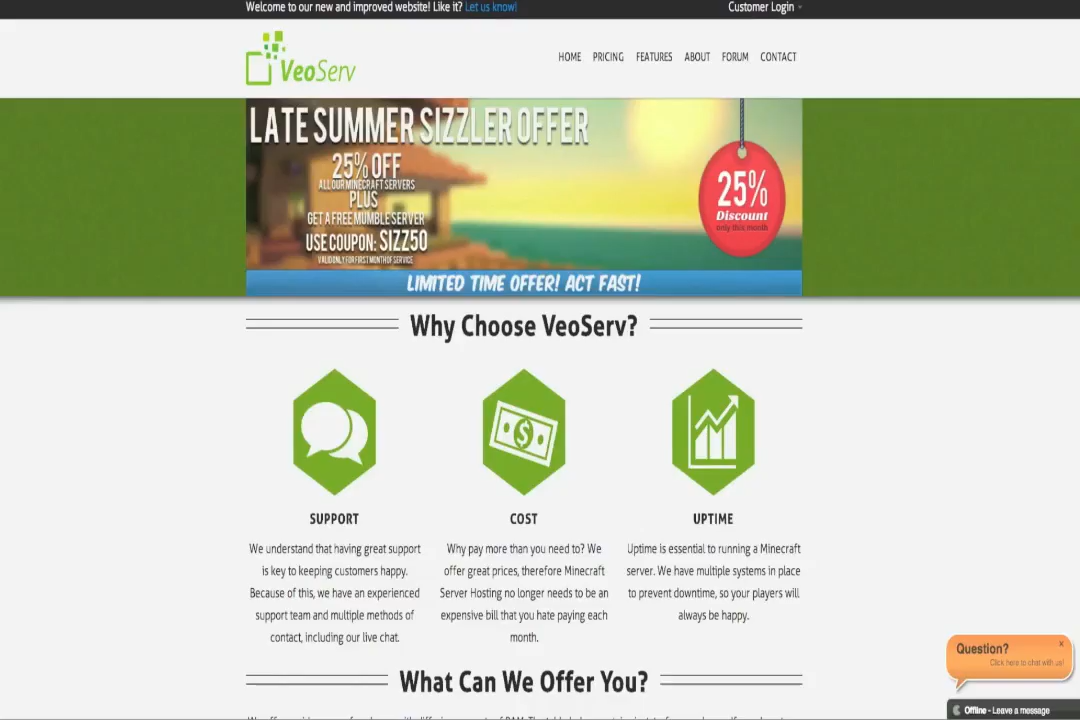 Welcome to our new and improved website! Like it? Let us know!
Customer Login
VeoServ
HOME PRICING FEATURES ABOUT FORUM CONTACT
LATE SUMMER SIZZLER OFFER
25% OFF
ALL OUR MINECRAFT SERVERS
PLUS
GET A FREE MUMBLE SERVER
USE COUPON: SIZZ50
VALID ONLY FOR FIRST MONTH OF SERVICE
25%
Discount
only this month
LIMITED TIME OFFER! ACT FAST!
Why Choose VeoServ?
SUPPORT
We understand that having great support
is key to keeping customers happy.
Because of this, we have an experienced
support team and multiple methods of
contact, including our live chat.
COST
Why pay more than you need to? We
offer great prices, therefore Minecraft
Server Hosting no longer needs to be an
expensive bill that you hate paying each
month.
UPTIME
Uptime is essential to running a Minecraft
server. We have multiple systems in place
to prevent downtime, so your players will
always be happy.
Question?
Click here to chat with us!
What Can We Offer You?
Offline - Leave a message